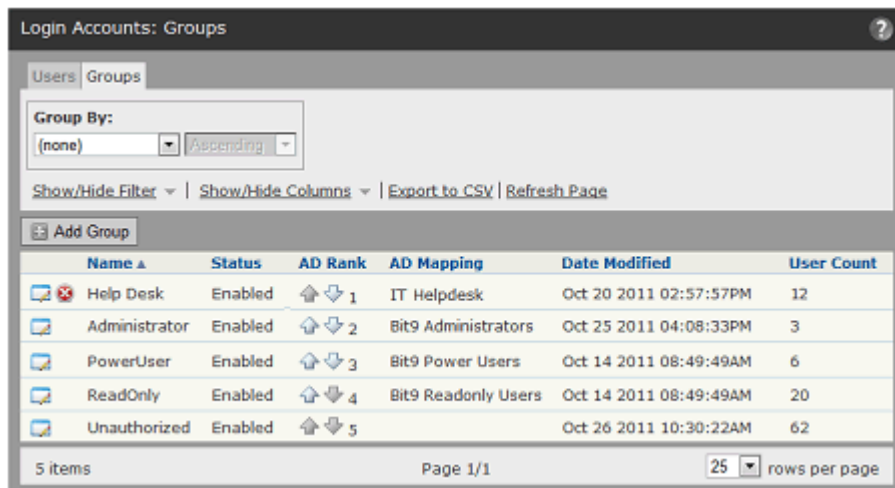 Login Accounts: Groups ?
Users Groups
Group By:
(none) Ascending
Show/Hide Filter | Show/Hide Columns | Export to CSV | Refresh Page
Add Group
Name Status AD Rank AD Mapping Date Modified User Count
Help Desk Enabled 1 IT Helpdesk Oct 20 2011 02:57:57PM 12
Administrator Enabled 2 Bit9 Administrators Oct 25 2011 04:08:33PM 3
PowerUser Enabled 3 Bit9 Power Users Oct 14 2011 08:49:49AM 6
ReadOnly Enabled 4 Bit9 Readonly Users Oct 14 2011 08:49:49AM 20
Unauthorized Enabled 5 Oct 26 2011 10:30:22AM 62
5 items Page 1/1 25 rows per page